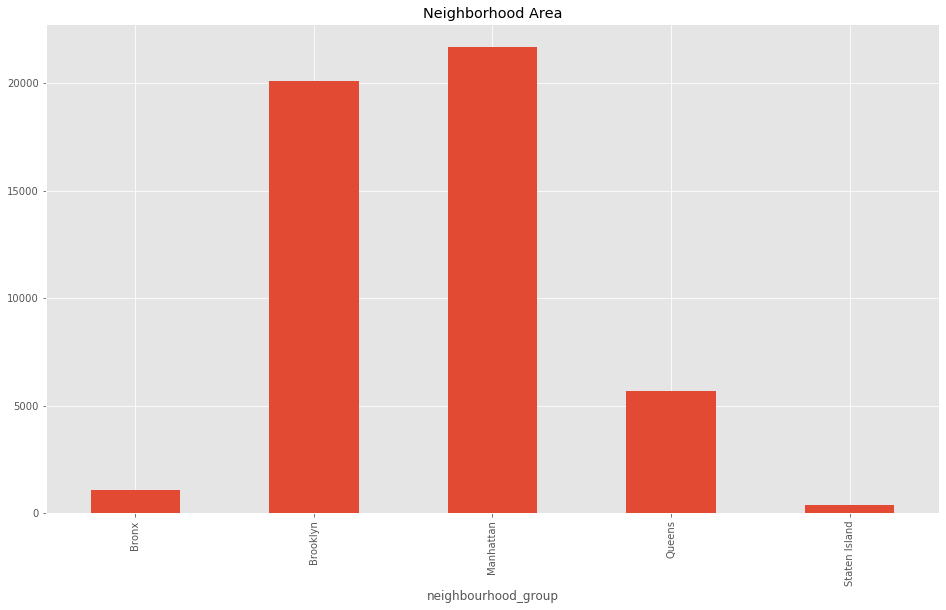 Neighborhood Area
20000
15000
10000
5000
0
Bronx
Brooklyn
Manhattan
Queens
Staten Island
neighbourhood_group